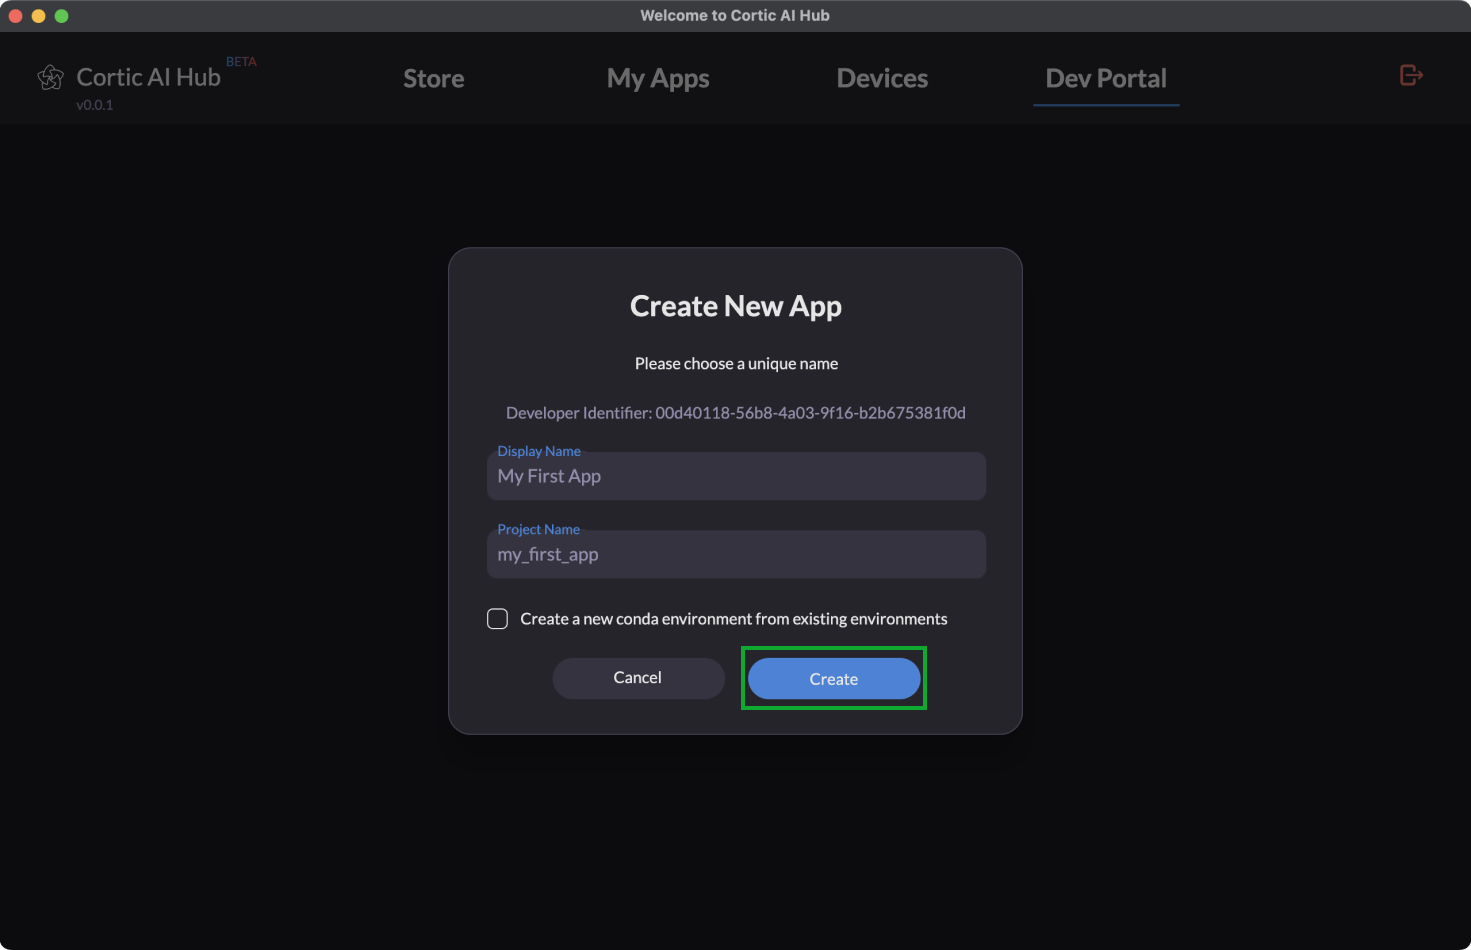 Welcome to Cortic AI Hub
Cortic AI Hub BETA
v0.0.1
Store
My Apps
Devices
Dev Portal
Create New App
Please choose a unique name
Developer Identifier: 00d40118-56b8-4a03-9f16-b2b675381f0d
Display Name
My First App
Project Name
my_first_app
Create a new conda environment from existing environments
Cancel
Create